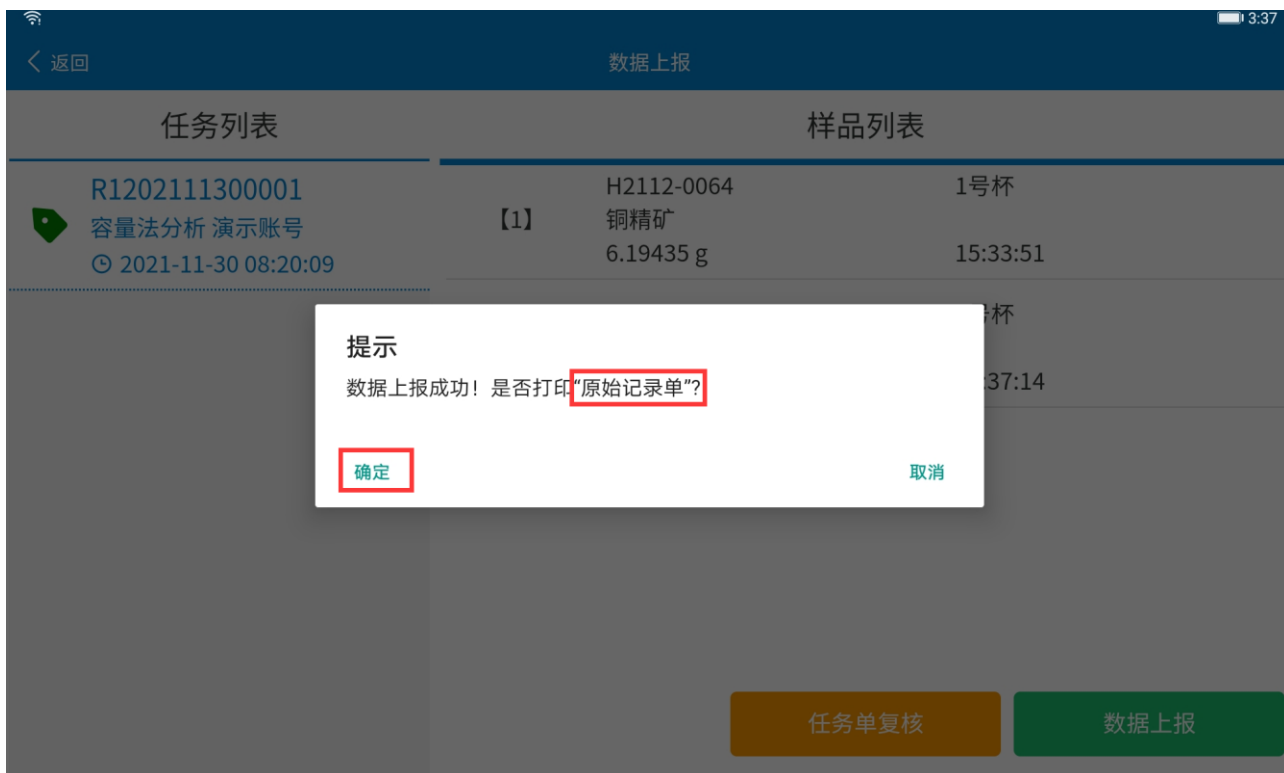 3:37
返回
数据上报
任务列表
样品列表
R1202111300001
容量法分析 演示账号
2021-11-30 08:20:09
【1】
H2112-0064
1号杯
铜精矿
6.19435 g
15:33:51
号杯
:37:14
提示
数据上报成功！是否打印“原始记录单”?
确定
取消
任务单复核
数据上报